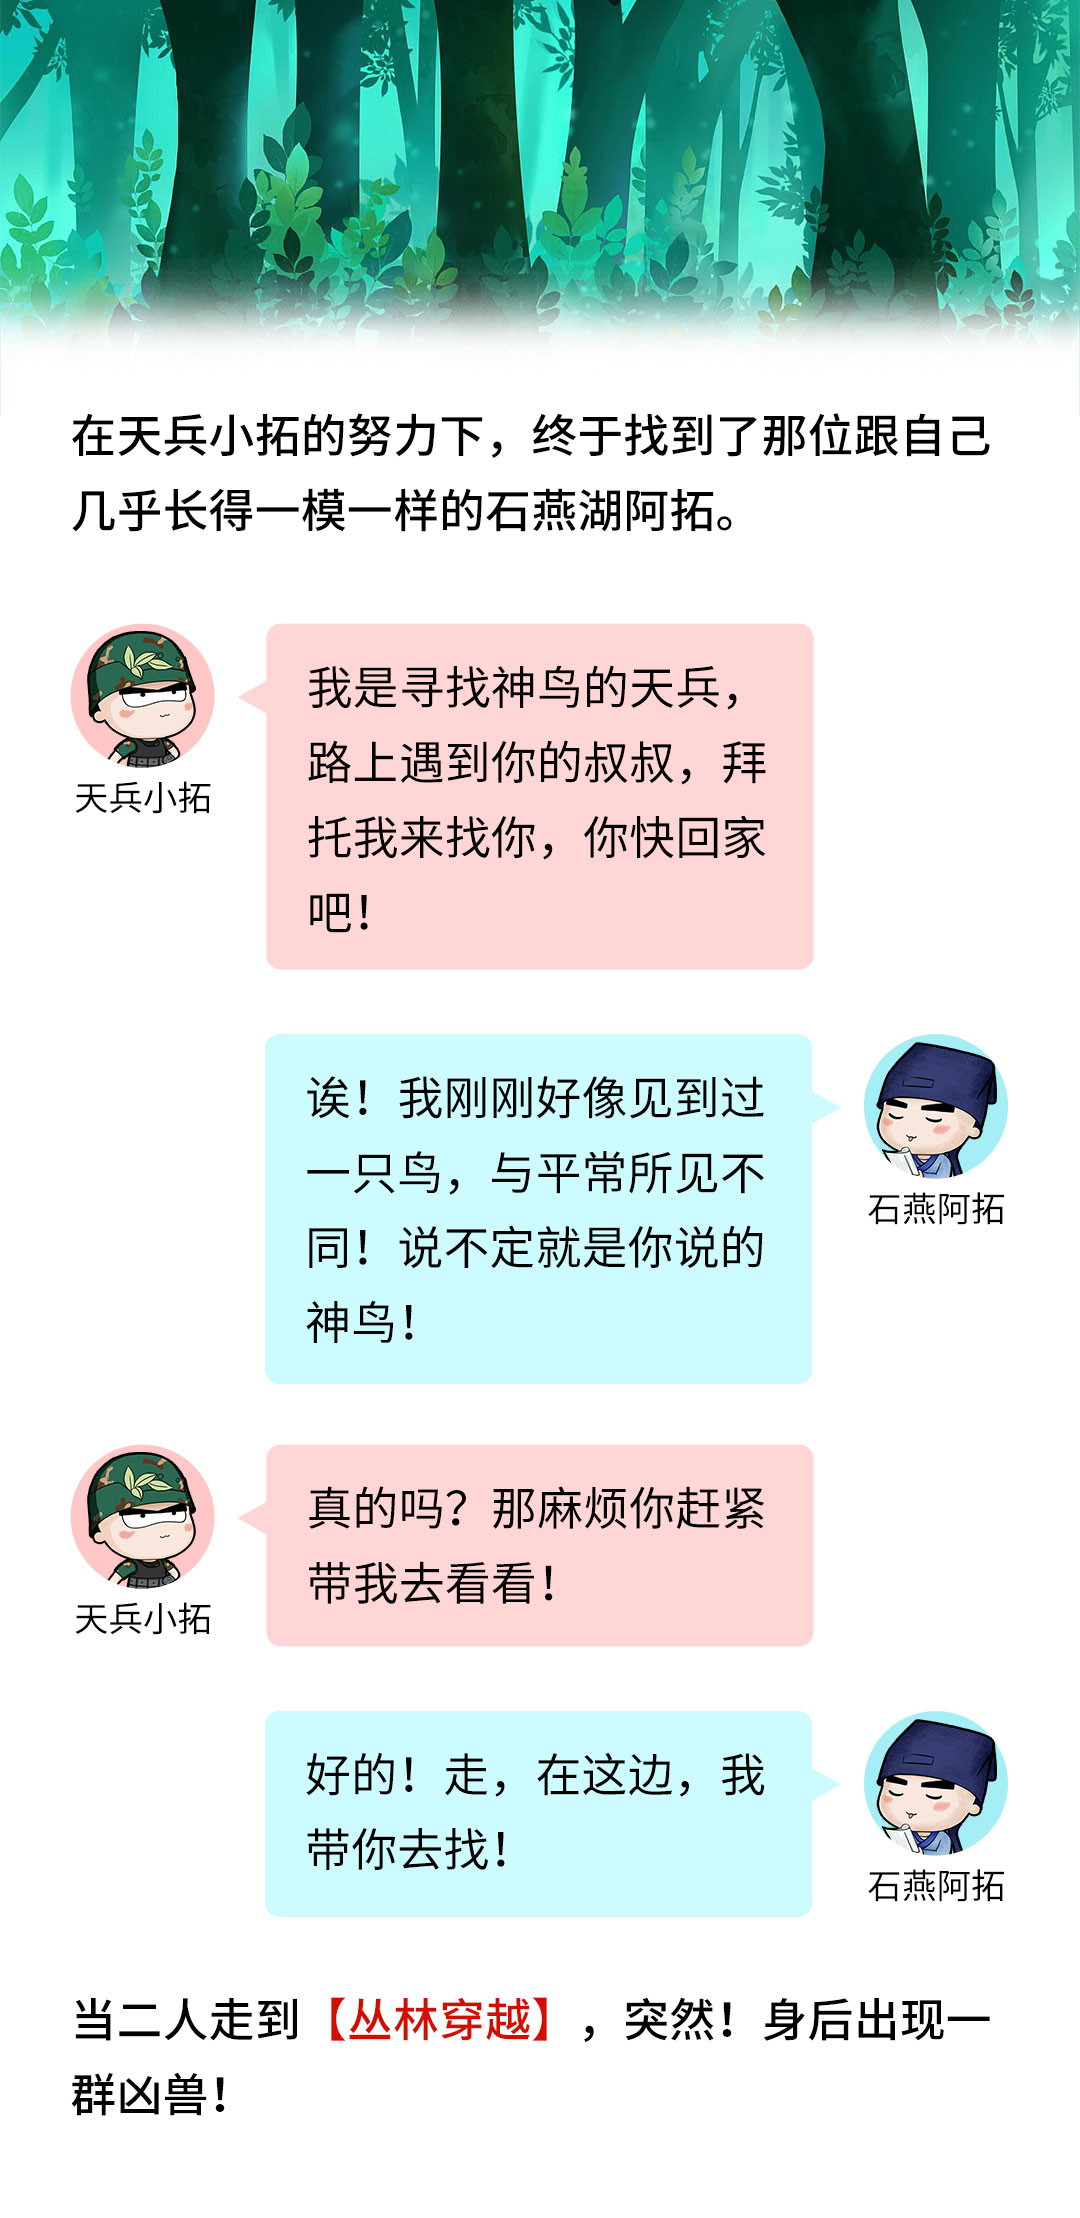 在天兵小拓的努力下，终于找到了那位跟自己
几乎长得一模一样的石燕湖阿拓。
天兵小拓
我是寻找神鸟的天兵，
路上遇到你的叔叔，拜
托我来找你，你快回家
吧！
诶！我刚刚好像见到过
一只鸟，与平常所见不
同！说不定就是你说的
神鸟！
石燕阿拓
天兵小拓
真的吗？那麻烦你赶紧
带我去看看！
好的！走，在这边，我
带你去找！
石燕阿拓
当二人走到【丛林穿越】，突然！身后出现一
群凶兽！